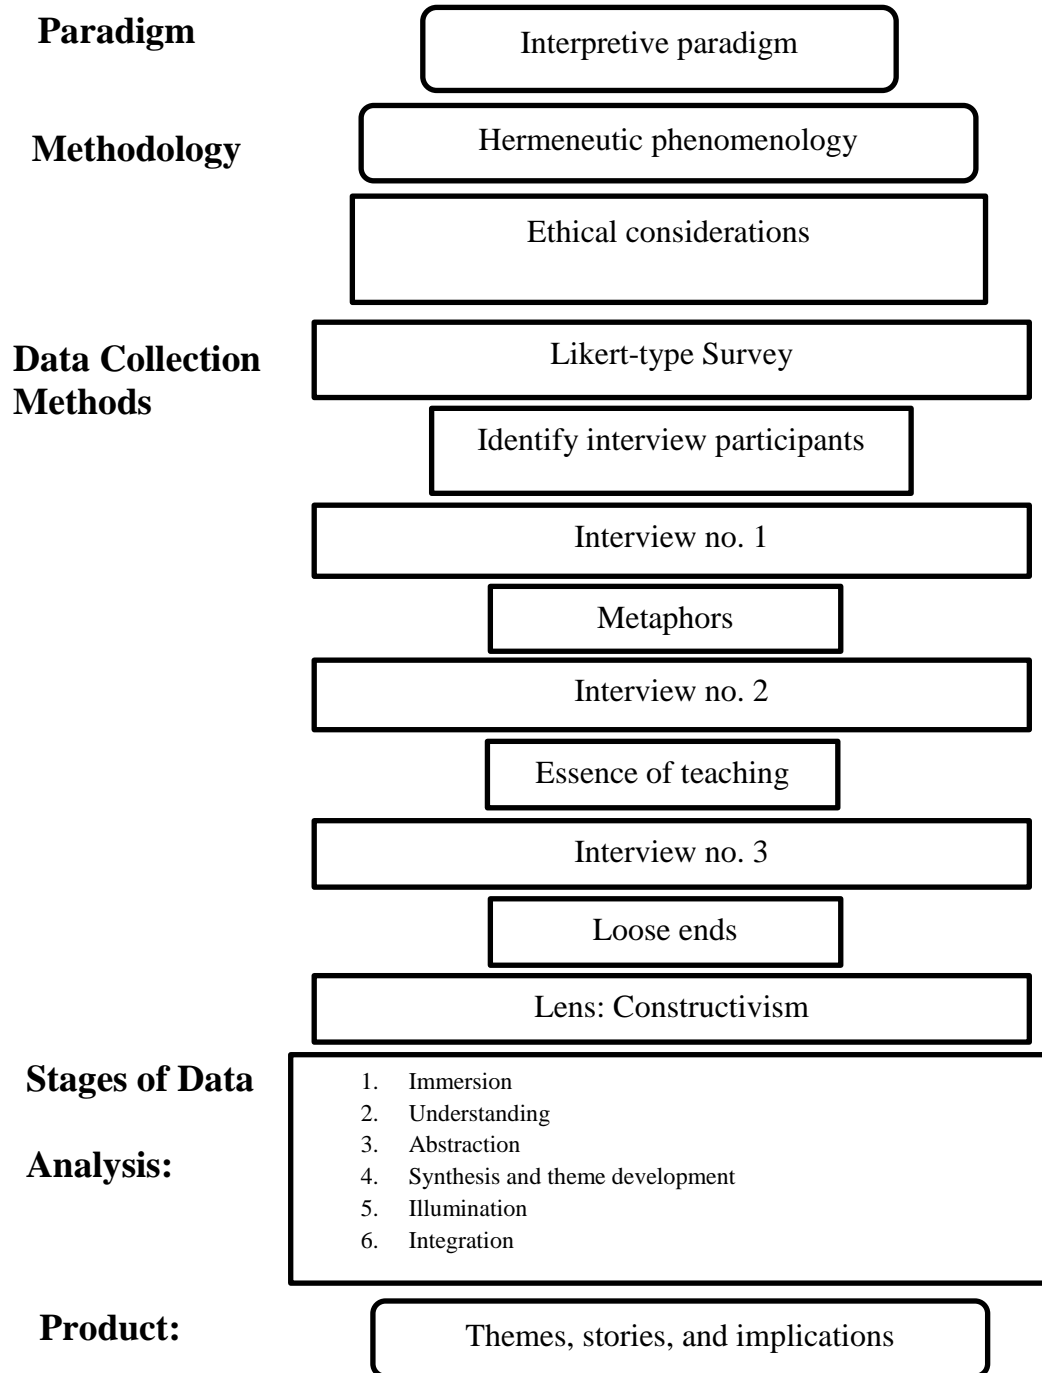 Paradigm
Interpretive paradigm
Methodology
Hermeneutic phenomenology
Ethical considerations
Data Collection
Methods
Likert-type Survey
Identify interview participants
Interview no. 1
Metaphors
Interview no. 2
Essence of teaching
Interview no. 3
Loose ends
Lens: Constructivism
Stages of Data
Analysis:
1. Immersion
2. Understanding
3. Abstraction
4. Synthesis and theme development
5. Illumination
6. Integration
Product:
Themes, stories, and implications